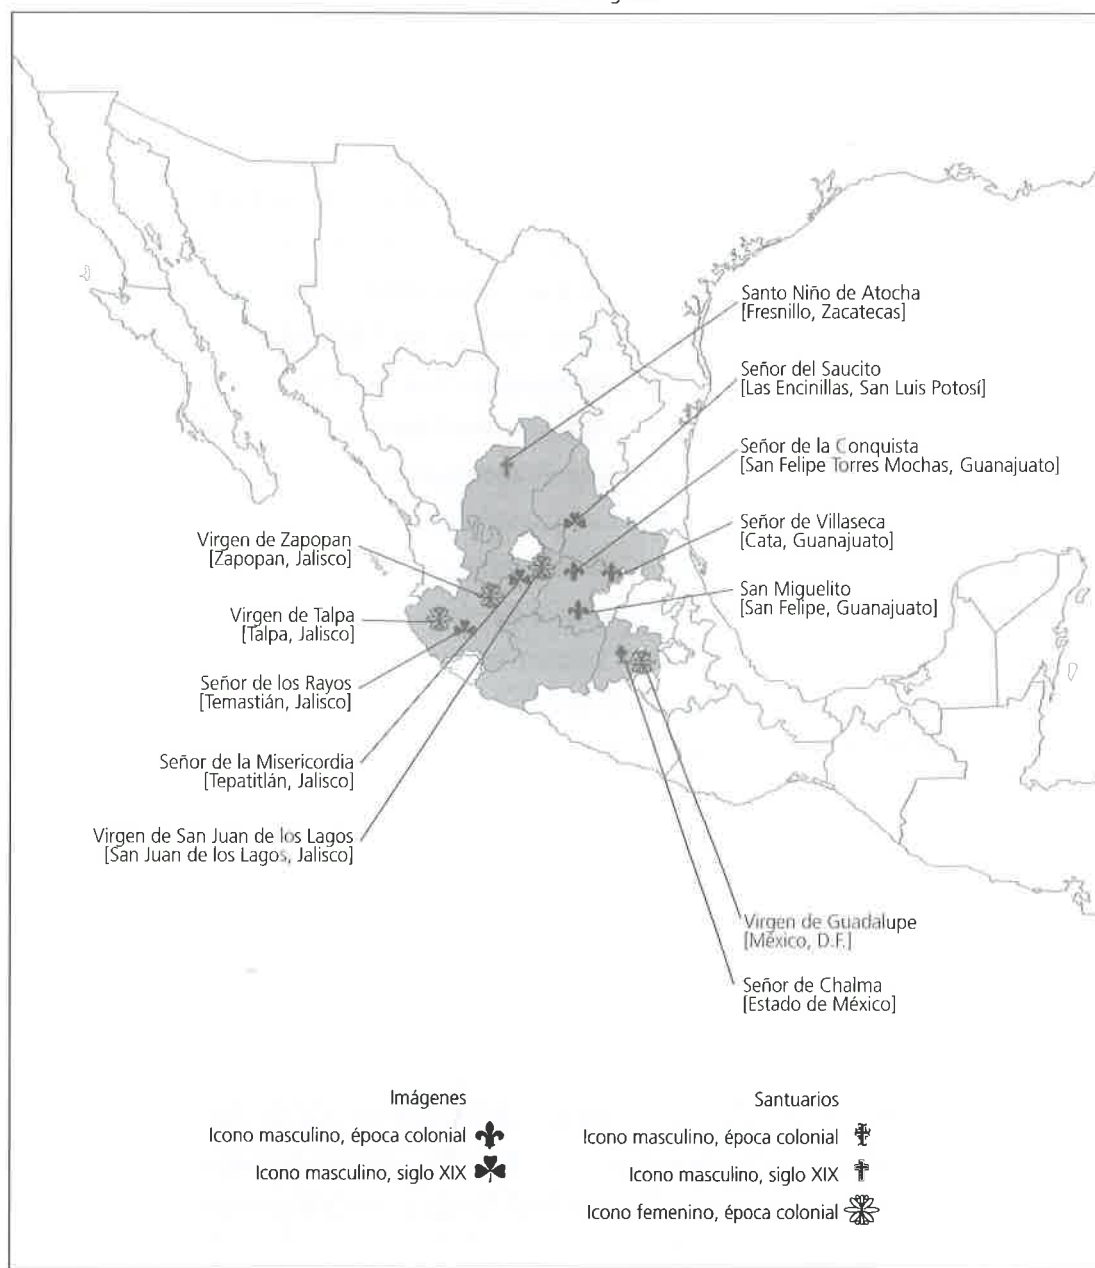 Santo Niño de Atocha
[Fresnillo, Zacatecas]
Señor del Saucito
[Las Encinillas, San Luis Potosí]
Señor de la Conquista
[San Felipe Torres Mochas, Guanajuato]
Señor de Villaseca
[Cata, Guanajuato]
San Miguelito
[San Felipe, Guanajuato]
Virgen de Zapopan
[Zapopan, Jalisco]
Virgen de Talpa
[Talpa, Jalisco]
Señor de los Rayos
[Temastián, Jalisco]
Señor de la Misericordia
[Tepatitlán, Jalisco]
Virgen de San Juan de los Lagos
[San Juan de los Lagos, Jalisco]
Virgen de Guadalupe
[México, D.F.]
Señor de Chalma
[Estado de México]
Imágenes
Icono masculino, época colonial
Icono masculino, siglo XIX
Santuarios
Icono masculino, época colonial
Icono masculino, siglo XIX
Icono femenino, época colonial